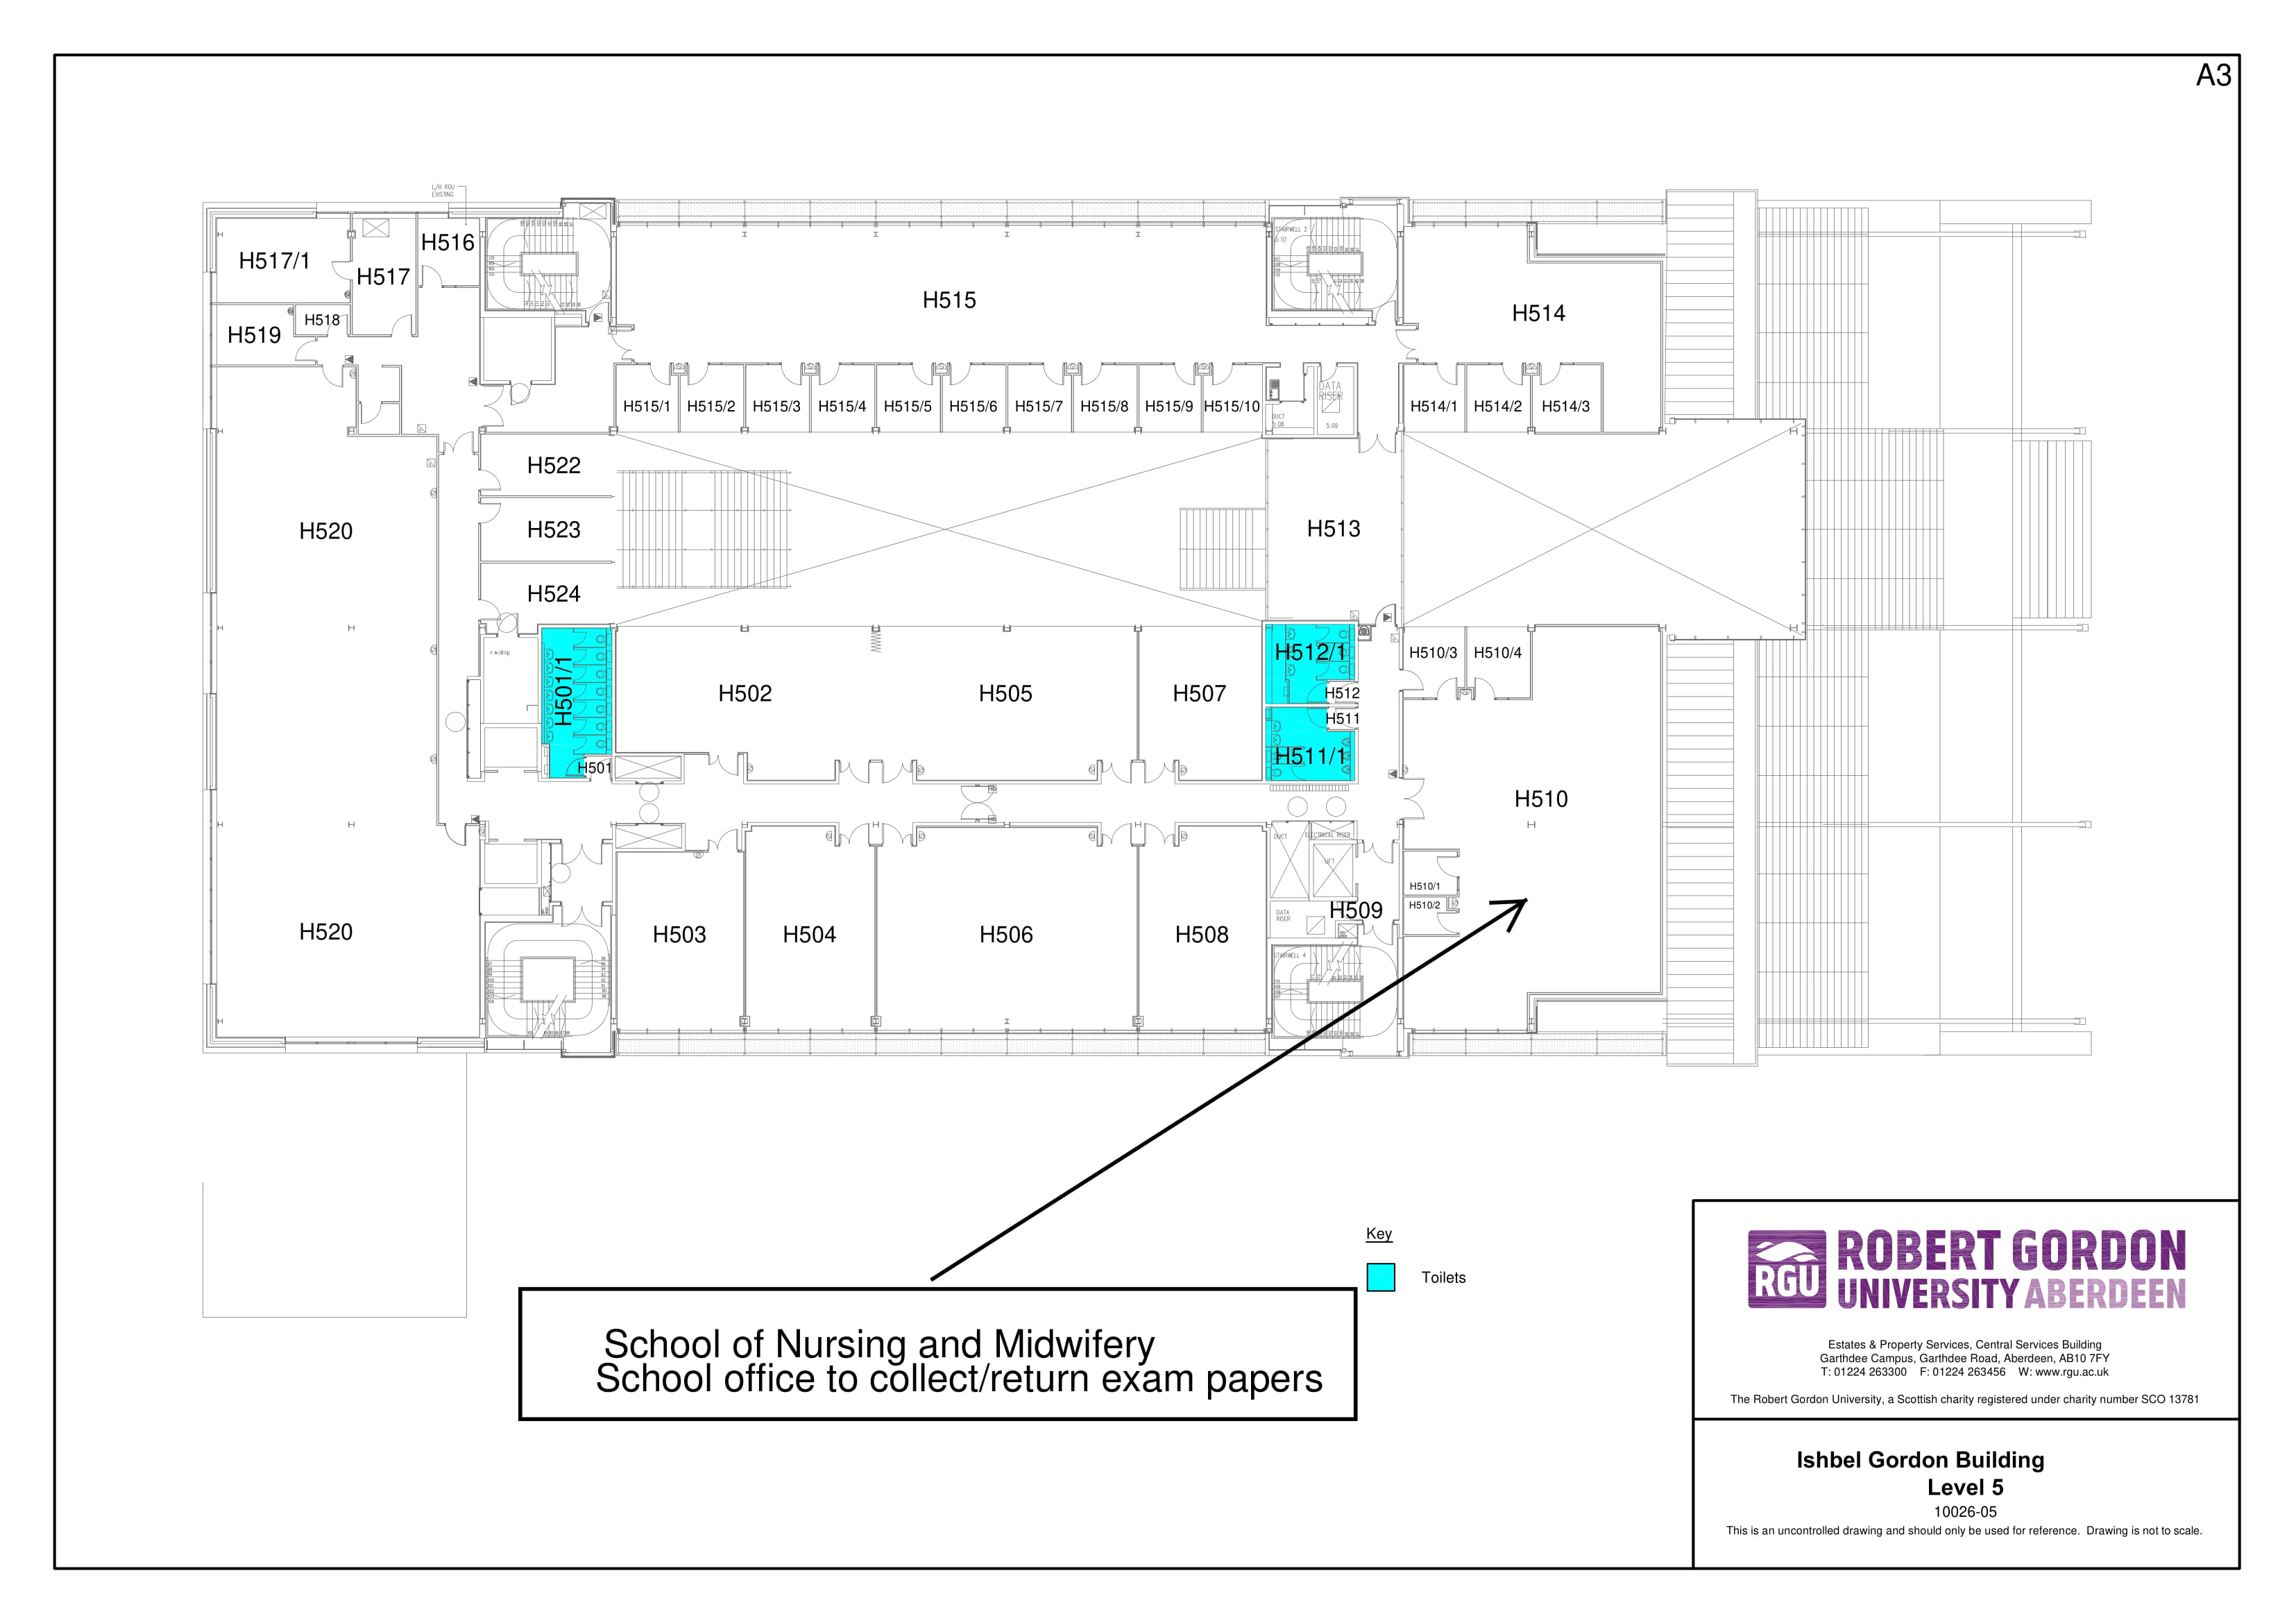 A3
L/H RGU
EXISTING
H517/1
H517
H516
H518
H519
H515
STAIRWELL 2
5:10
H514
H515/1
H515/2
H515/3
H515/4
H515/5
H515/6
H515/7
H515/8
H515/9
H515/10
DATA
RISER
DUCT
5:08
5:09
H514/1
H514/2
H514/3
H522
H520
H523
H513
H524
r.w.drop
H501/1
H502
H505
H507
H512/1
H512
H511
H511/1
H510/3
H510/4
H501
H510
DUCT
ELECTRICAL RISER
LIFT
H510/1
H510/2
DATA
RISER
H509
H520
H503
H504
H506
H508
STAIRWELL 4
Key
Toilets
School of Nursing and Midwifery
School office to collect/return exam papers
RGU
ROBERT GORDON
UNIVERSITY ABERDEEN
Estates & Property Services, Central Services Building
Garthdee Campus, Garthdee Road, Aberdeen, AB10 7FY
T: 01224 263300 F: 01224 263456 W: www.rgu.ac.uk
The Robert Gordon University, a Scottish charity registered under charity number SCO 13781
Ishbel Gordon Building
Level 5
10026-05
This is an uncontrolled drawing and should only be used for reference. Drawing is not to scale.